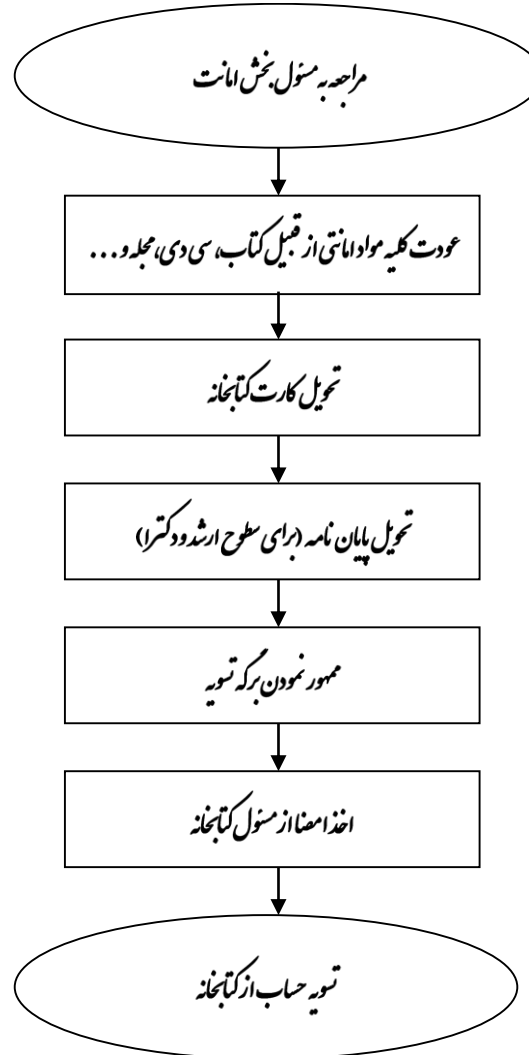 مراجعه به مسئول بخش امانت
عودت کلیه مواد امانتی از قبیل کتاب، سی دی، مجله و ...
تحویل کارت کتابخانه
تحویل پایان نامه (برای سطوح ارشد و دکترا)
ممهور نمودن برگه تسویه
اخذ امضا از مسئول کتابخانه
تسویه حساب از کتابخانه